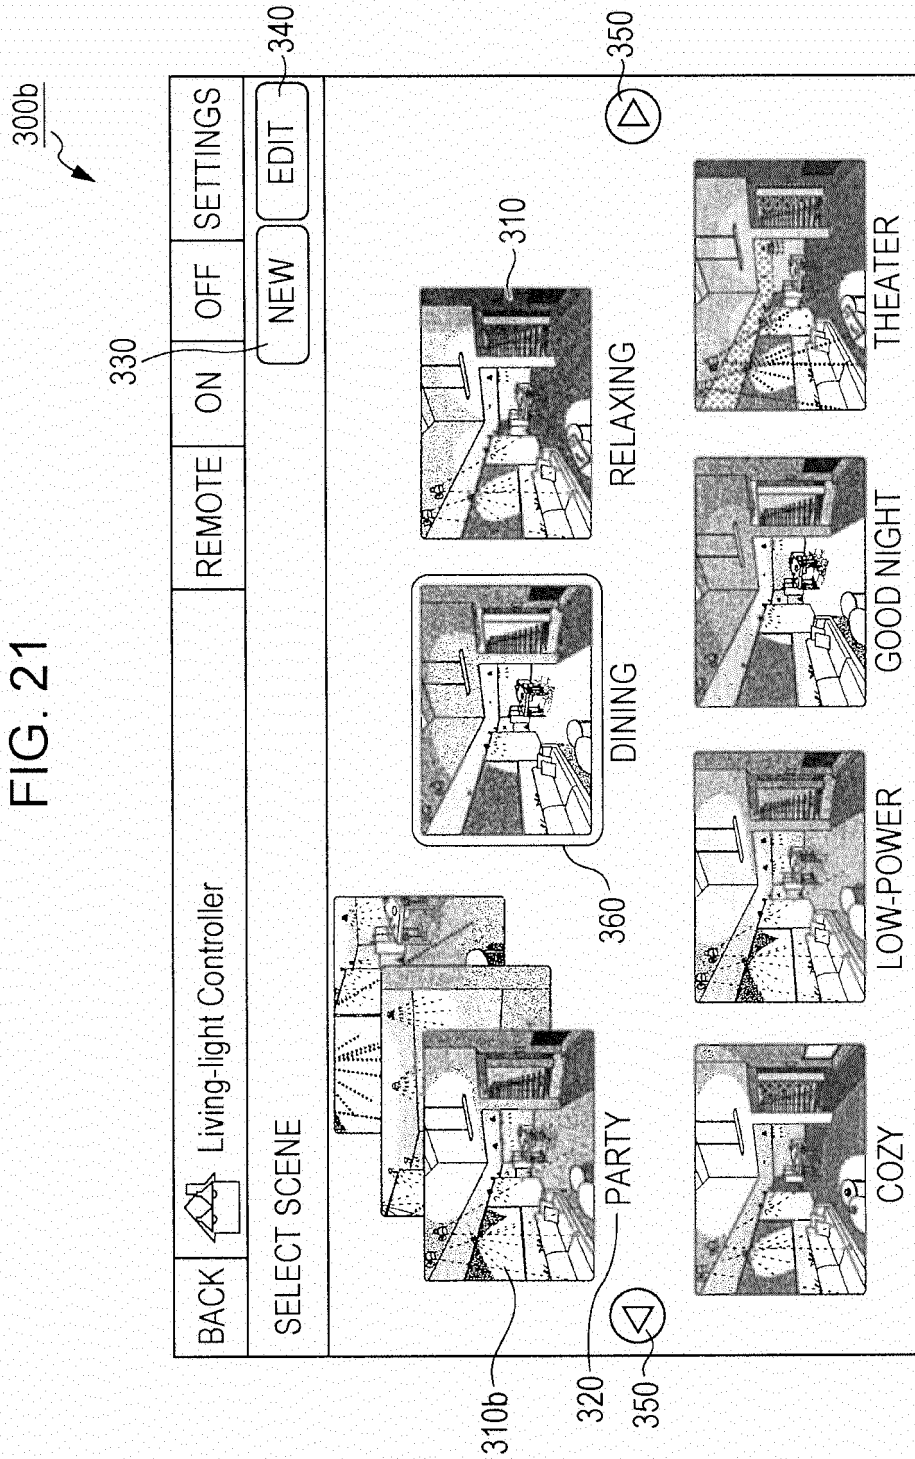 FIG. 21
300b
BACK
Living-light Controller
REMOTE
ON
OFF
SETTINGS
SELECT SCENE
330
NEW
EDIT
340
310b
320
PARTY
DINING
360
RELAXING
310
350
350
COZY
LOW-POWER
GOOD NIGHT
THEATER